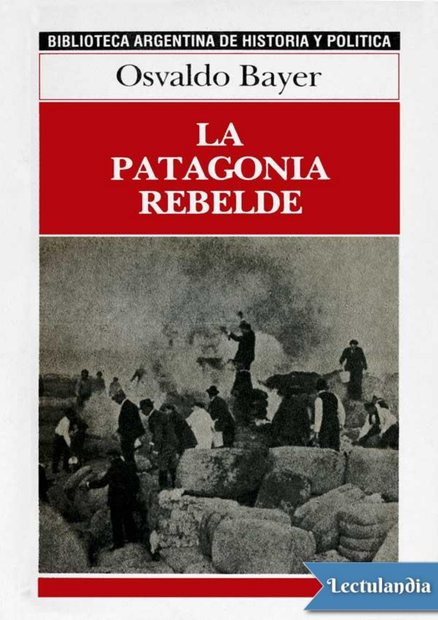 BIBLIOTECA ARGENTINA DE HISTORIA Y POLITICA
Osvaldo Bayer
LA
PATAGONIA
REBELDE
Lectulandia